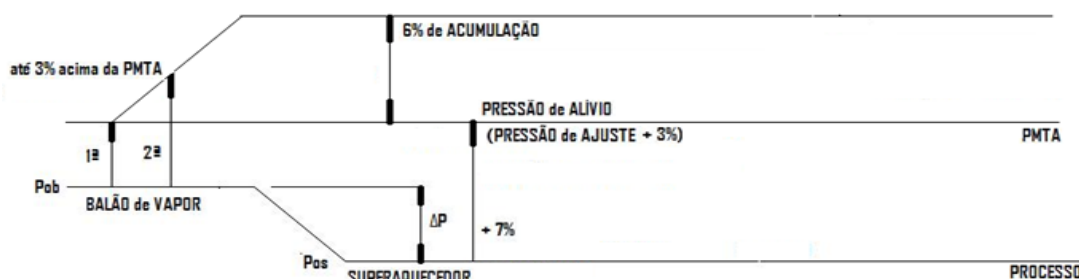 6% de ACUMULAÇÃO
até 3% acima da PMTA
PRESSÃO de ALÍVIO
(PRESSÃO de AJUSTE + 3%)
PMTA
1ª
2ª
Pob
BALÃO de VAPOR
ΔP
+ 7%
Pos
SUPERAQUECEDOR
PROCESSO